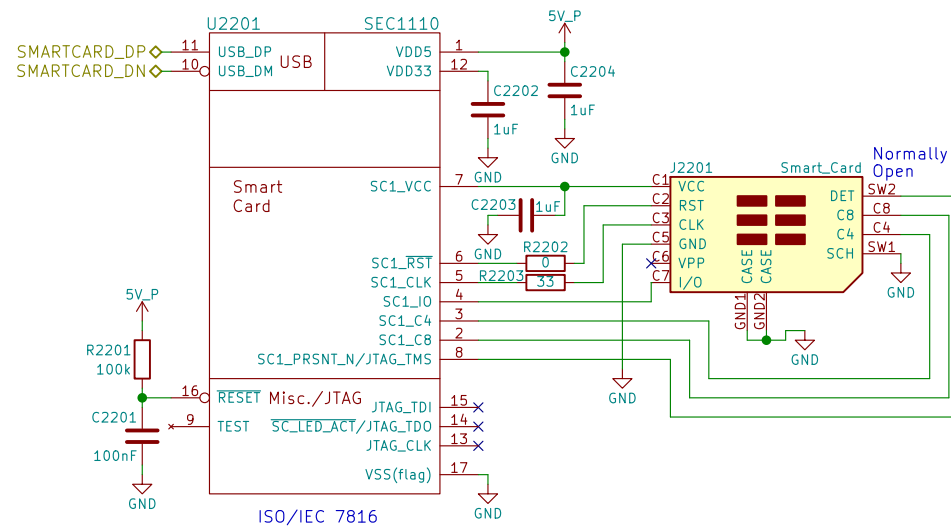 5V_P
U2201 SEC1110
SMARTCARD_DP 11 USB_DP USB VDD5 1
SMARTCARD_DN 10 USB_DM VDD33 12
C2204
1uF
C2202
1uF
GND
GND
Smart
Card
SC1_VCC 7
J2201 Smart_Card
Normally
Open
C1 VCC
C2 RST
C3 CLK
C5 GND
C6 VPP
C7 I/O
DET SW2
C8 C8
C4 C4
SCH SW1
CASE CASE
GND1 GND2
GND
GND
C2203 1uF
GND
SC1_RST 6 R2202 0
SC1_CLK 5 R2203 33
SC1_IO 4
SC1_C4 3
SC1_C8 2
SC1_PRSNT_N/JTAG_TMS 8
GND
5V_P
R2201
100k
16 RESET Misc./JTAG
C2201
100nF
GND
9 TEST
JTAG_TDI 15
SC_LED_ACT/JTAG_TDO 14
JTAG_CLK 13
VSS(flag) 17
GND
ISO/IEC 7816